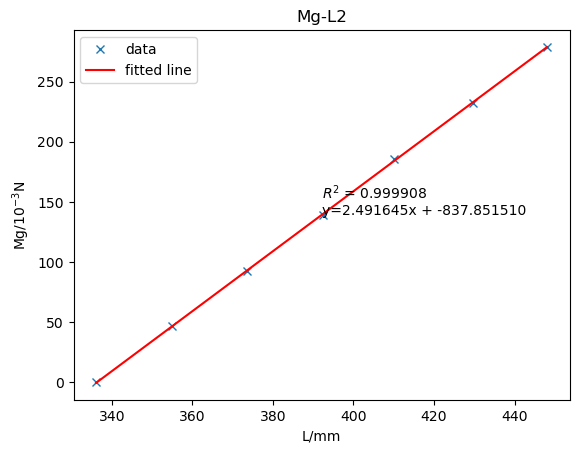 Mg-L2
data
fitted line
250
200
150
100
50
0
Mg/10⁻³N
R² = 0.999908
y=2.491645x + -837.851510
340
360
380
400
420
440
L/mm